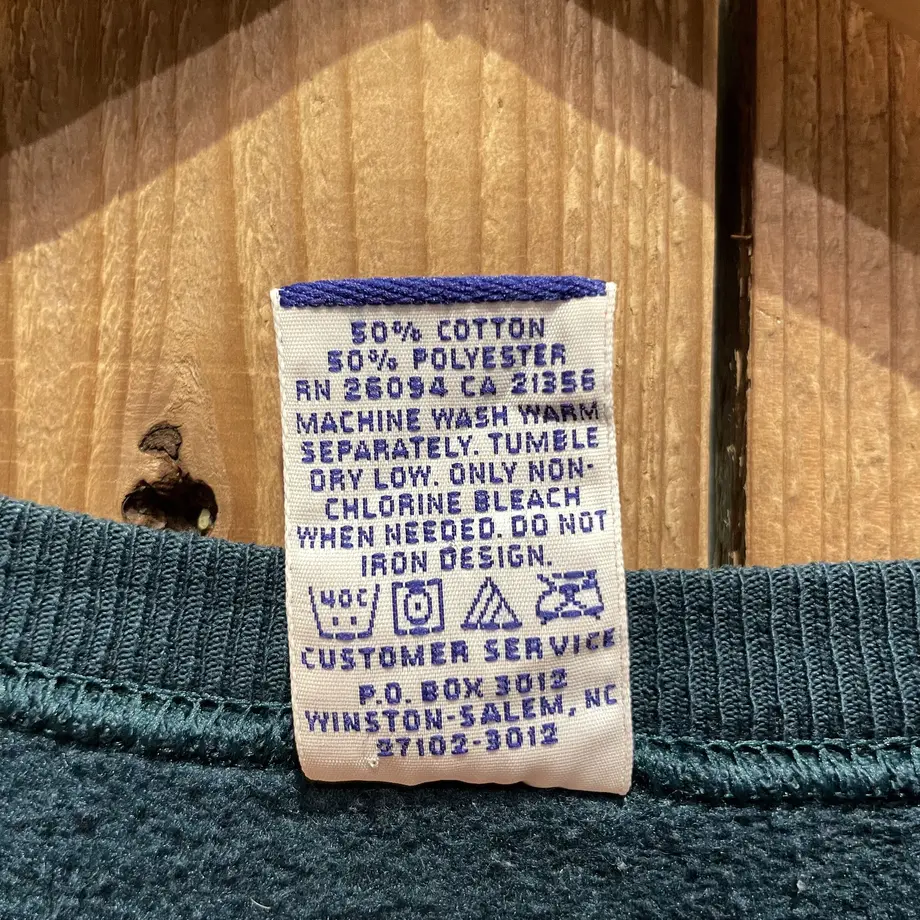 50% COTTON
50% POLYESTER
RN 26094 CA 21356
MACHINE WASH WARM
SEPARATELY. TUMBLE
DRY LOW. ONLY NON-
CHLORINE BLEACH
WHEN NEEDED. DO NOT
IRON DESIGN.
40C
CUSTOMER SERVICE
P.O. BOX 3012
WINSTON-SALEM, NC
27102-3012